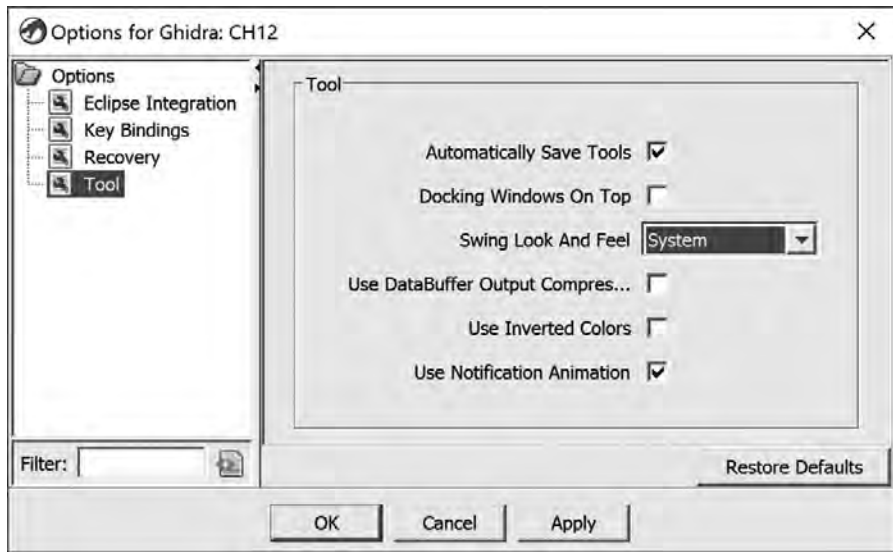 Options for Ghidra: CH12
Options
Eclipse Integration
Key Bindings
Recovery
Tool
Filter:
Tool
Automatically Save Tools
Docking Windows On Top
Swing Look And Feel System
Use DataBuffer Output Compres...
Use Inverted Colors
Use Notification Animation
Restore Defaults
OK Cancel Apply